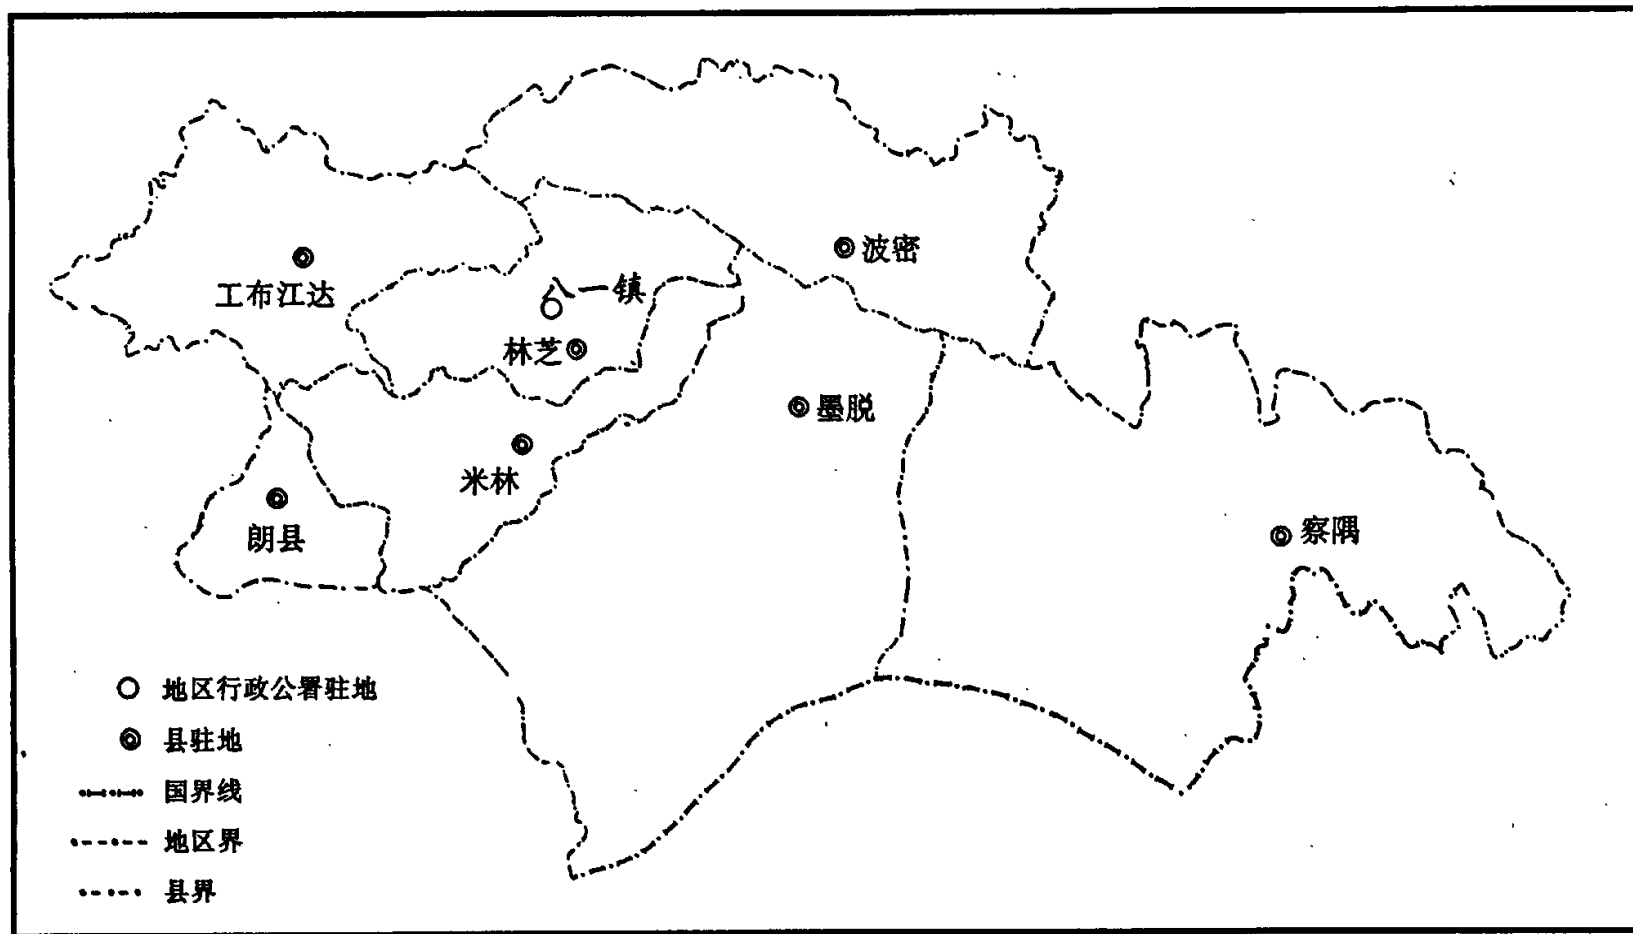 波密
工布江达
八一镇
林芝
墨脱
米林
朗县
察隅
地区行政公署驻地
县驻地
国界线
地区界
县界